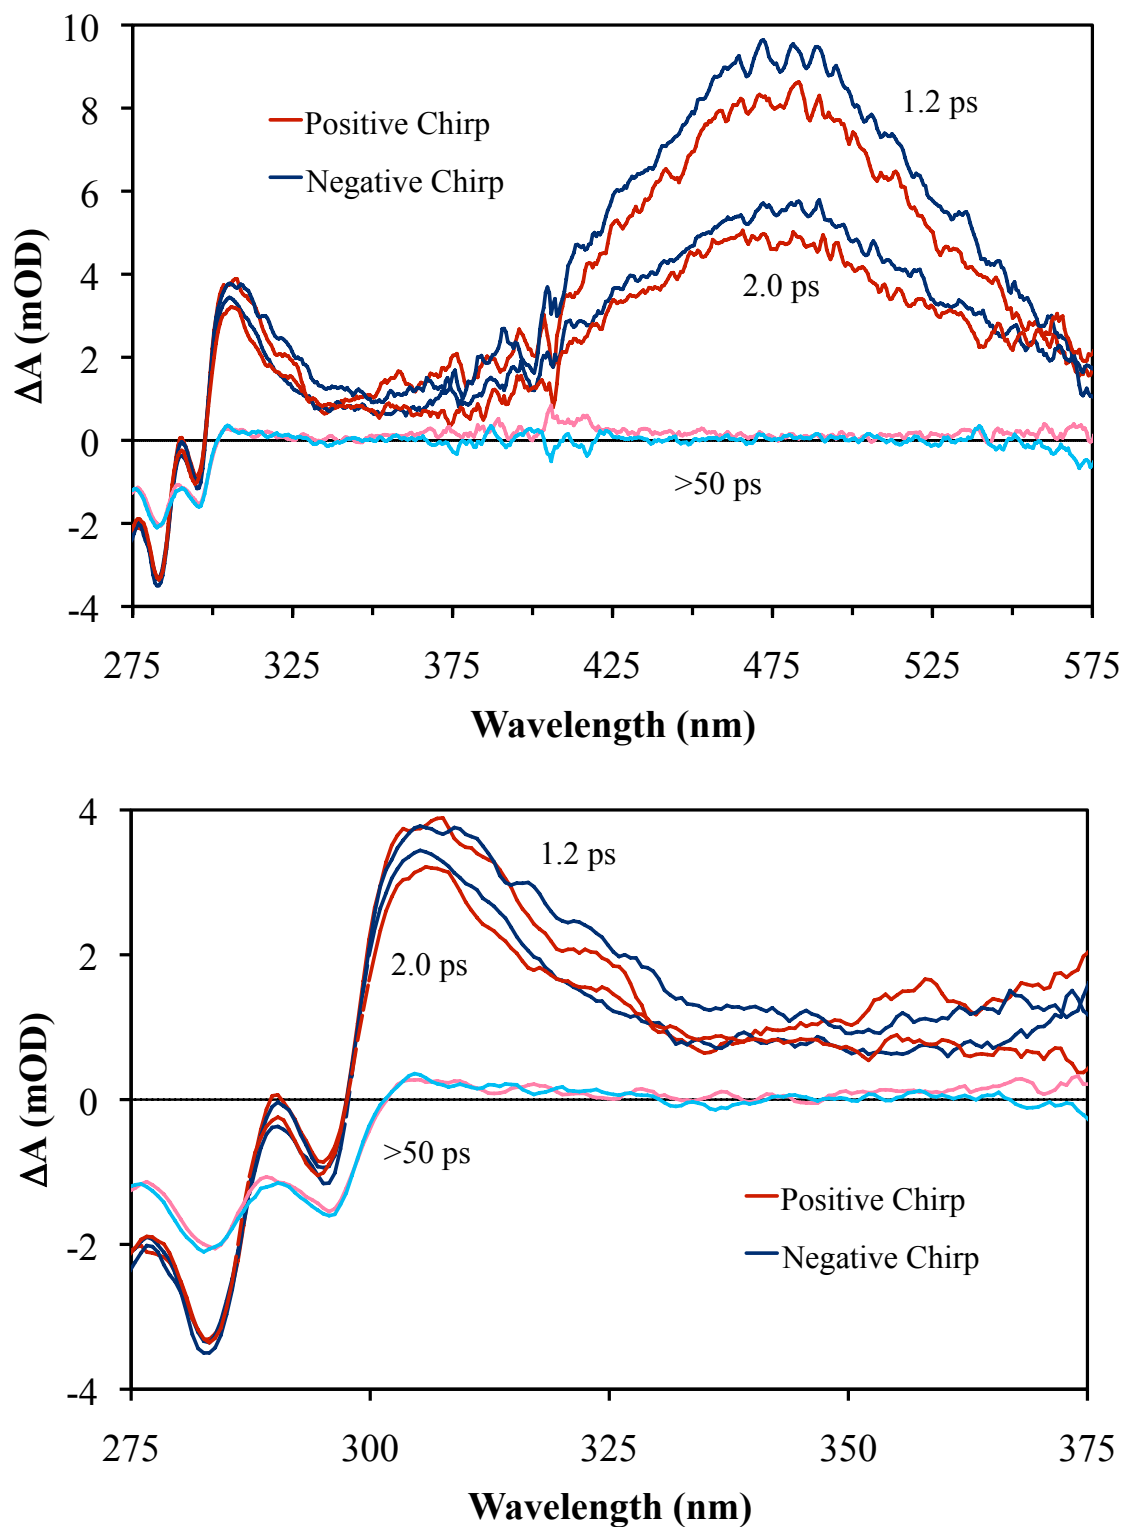 10
8
6
4
2
0
-2
-4
ΔA (mOD)
Positive Chirp
Negative Chirp
1.2 ps
2.0 ps
>50 ps
275 325 375 425 475 525 575
Wavelength (nm)
4
2
0
-2
-4
ΔA (mOD)
1.2 ps
2.0 ps
>50 ps
Positive Chirp
Negative Chirp
275 300 325 350 375
Wavelength (nm)